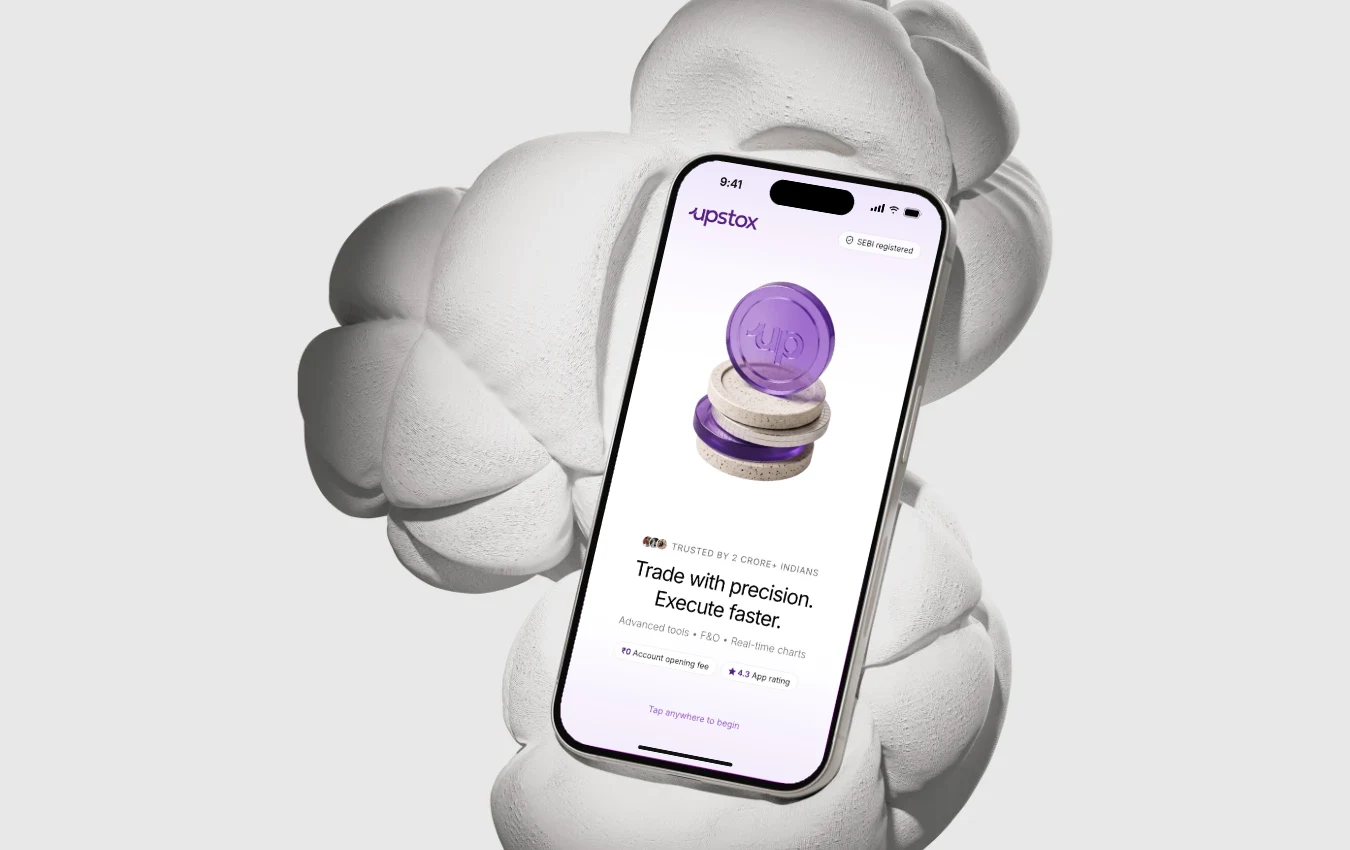 9:41
upstox
SEBI registered
up
TRUSTED BY 2 CRORE+ INDIANS
Trade with precision.
Execute faster.
Advanced tools • F&O • Real-time charts
₹0 Account opening fee
★ 4.3 App rating
Tap anywhere to begin